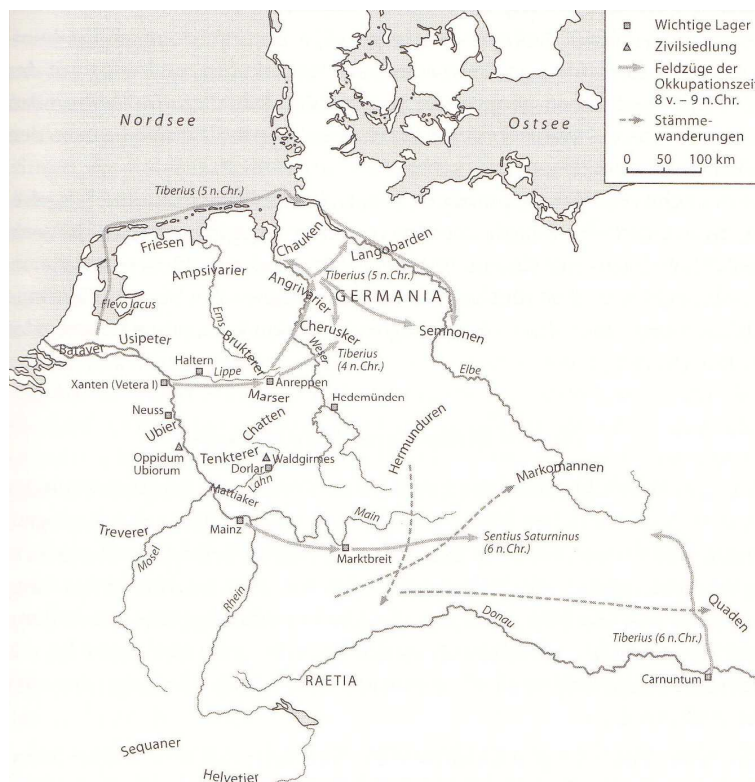 Wichtige Lager
Zivilsiedlung
Feldzüge der
Okkupationszeit
8 v. – 9 n.Chr.
Stämme-
wanderungen
0 50 100 km
Nordsee
Ostsee
Tiberius (5 n.Chr.)
Chauken
Friesen
Langobarden
Ampsivarier
Tiberius (5 n.Chr.)
Flevo lacus
Angrivarier
GERMANIA
Ems
Cherusker
Semnonen
Usipeter
Brukterer
Weser
Bataver
Tiberius
(4 n.Chr.)
Haltern
Lippe
Elbe
Xanten (Vetera I)
Anreppen
Marser
Hedemünden
Neuss
Chatten
Ubier
Hermunduren
Oppidum
Ubiorum
Tenkterer
Waldgirmes
Dorlar
Lahn
Markomannen
Mattiaker
Main
Treverer
Mainz
Sentius Saturninus
(6 n.Chr.)
Mosel
Marktbreit
Rhein
Donau
Quaden
Tiberius (6 n.Chr.)
RAETIA
Carnuntum
Sequaner
Helvetier